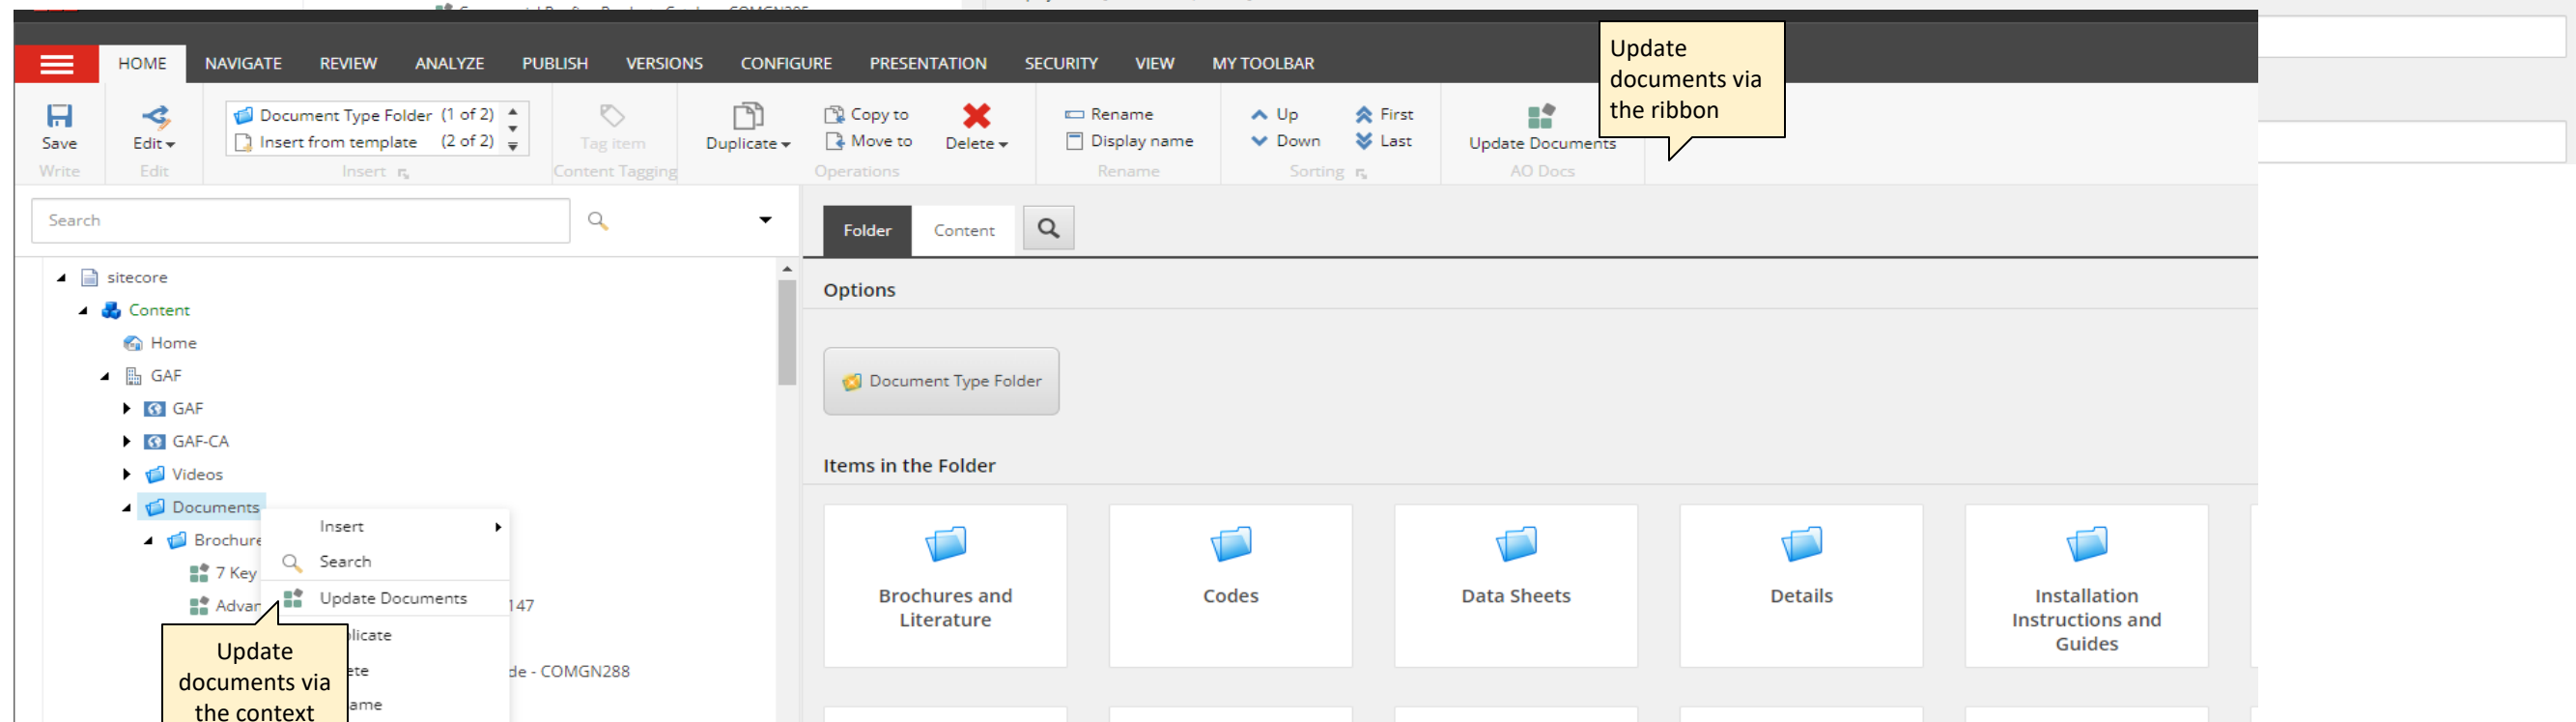 HOME NAVIGATE REVIEW ANALYZE PUBLISH VERSIONS CONFIGURE PRESENTATION SECURITY VIEW MY TOOLBAR
Update
documents via
the ribbon
Document Type Folder (1 of 2)
Insert from template (2 of 2)
Save
Edit
Tag item
Duplicate
Copy to
Move to
Delete
Rename
Display name
Up
Down
First
Last
Update Documents
Write
Edit
Insert
Content Tagging
Operations
Rename
Sorting
AO Docs
Search
sitecore
Content
Home
GAF
GAF
GAF-CA
Videos
Documents
Brochure
7 Key
Advan
147
de - COMGN288
Insert
Search
Update Documents
plicate
ete
ame
Update
documents via
the context
Folder Content
Options
Document Type Folder
Items in the Folder
Brochures and
Literature
Codes
Data Sheets
Details
Installation
Instructions and
Guides